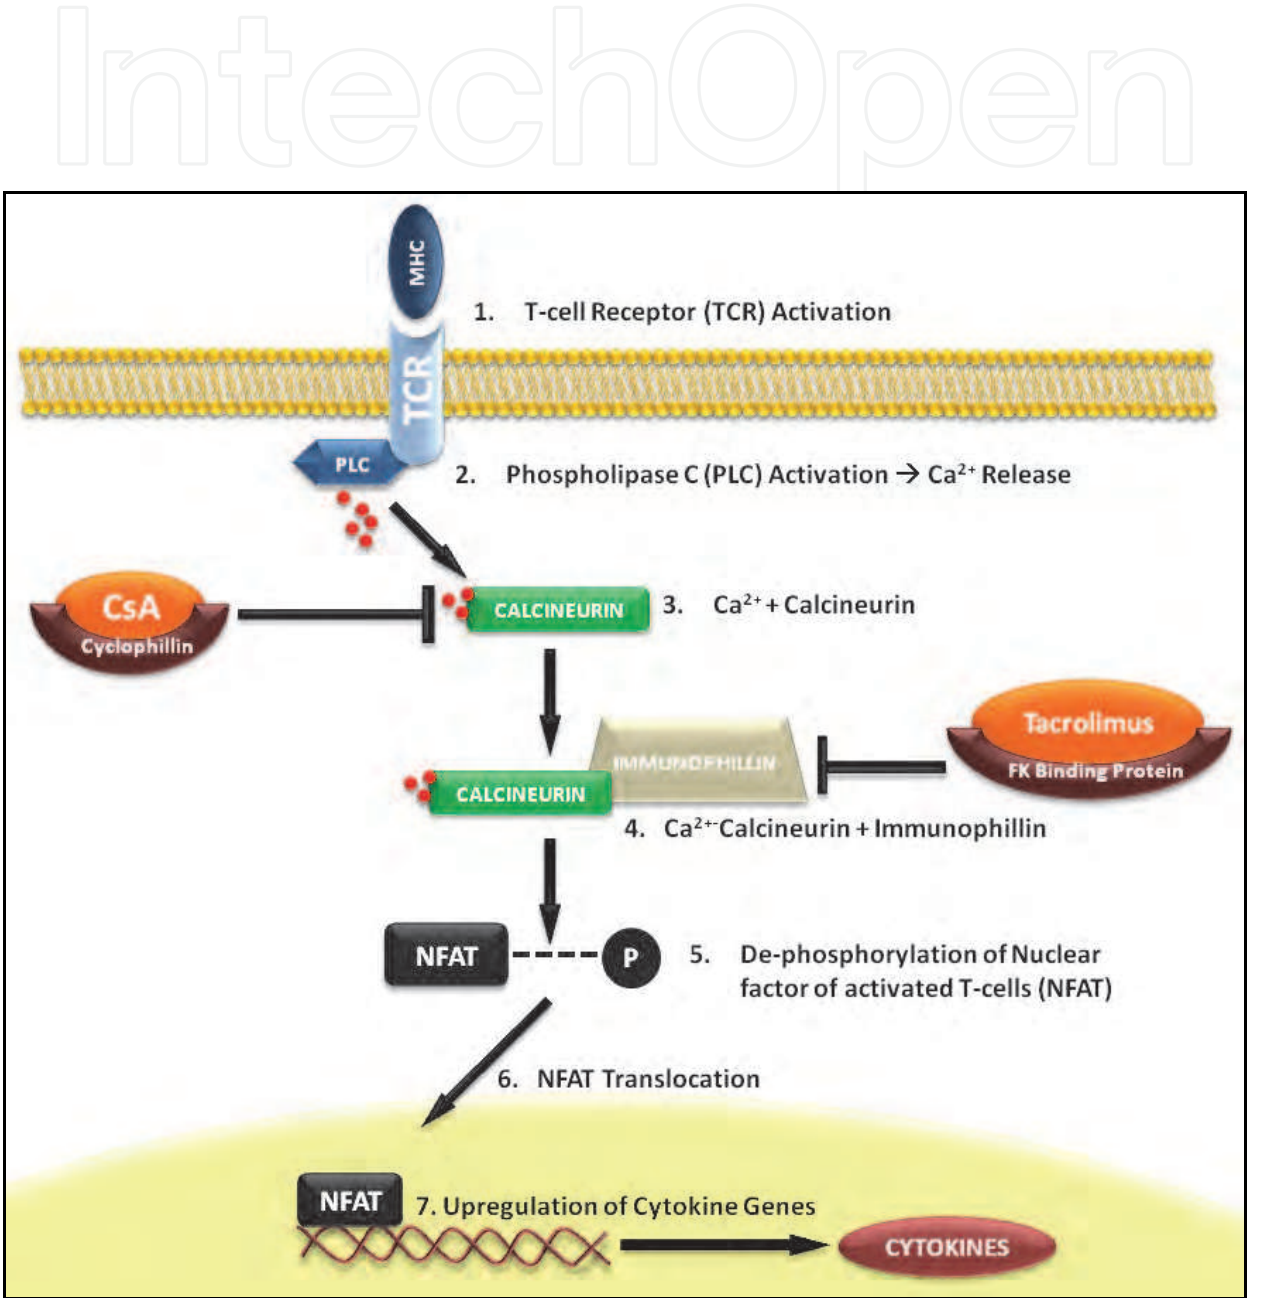 IntechOpen
MHC
1. T-cell Receptor (TCR) Activation
TCR
PLC
2. Phospholipase C (PLC) Activation → Ca²⁺ Release
CsA
Cyclophillin
CALCINEURIN
3. Ca²⁺ + Calcineurin
Tacrolimus
FK Binding Protein
IMMUNOPHILLIN
CALCINEURIN
4. Ca²⁺-Calcineurin + Immunophillin
NFAT
P
5. De-phosphorylation of Nuclear
factor of activated T-cells (NFAT)
6. NFAT Translocation
NFAT
7. Upregulation of Cytokine Genes
CYTOKINES